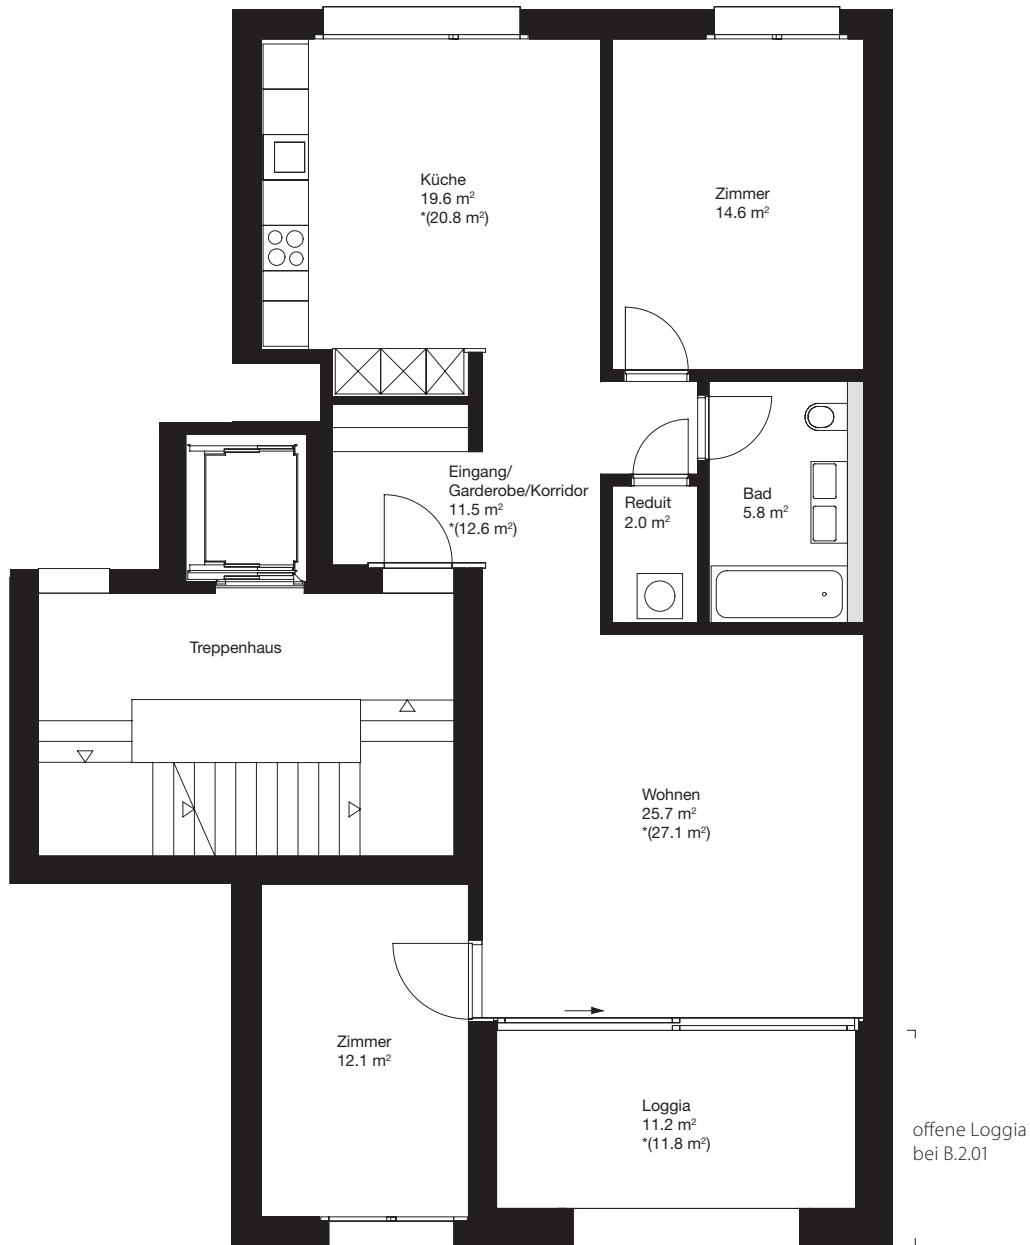 Küche
19.6 m²
*(20.8 m²)
Zimmer
14.6 m²
Eingang/
Garderobe/Korridor
11.5 m²
*(12.6 m²)
Reduit
2.0 m²
Bad
5.8 m²
Treppenhaus
Wohnen
25.7 m²
*(27.1 m²)
Zimmer
12.1 m²
Loggia
11.2 m²
*(11.8 m²)
offene Loggia
bei B.2.01